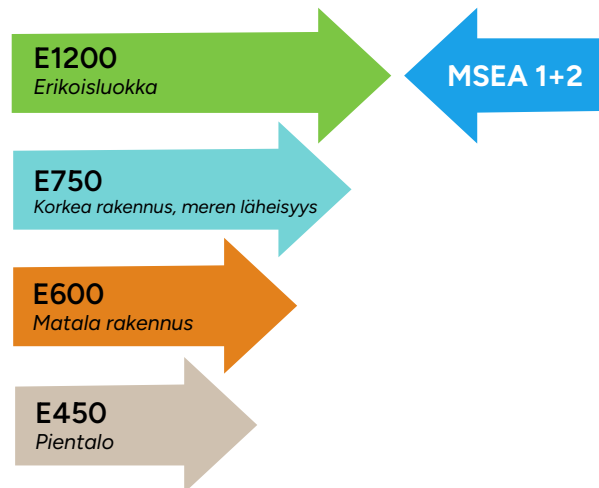 E1200
Erikoisluokka
MSEA 1+2
E750
Korkea rakennus, meren läheisyys
E600
Matala rakennus
E450
Pientalo